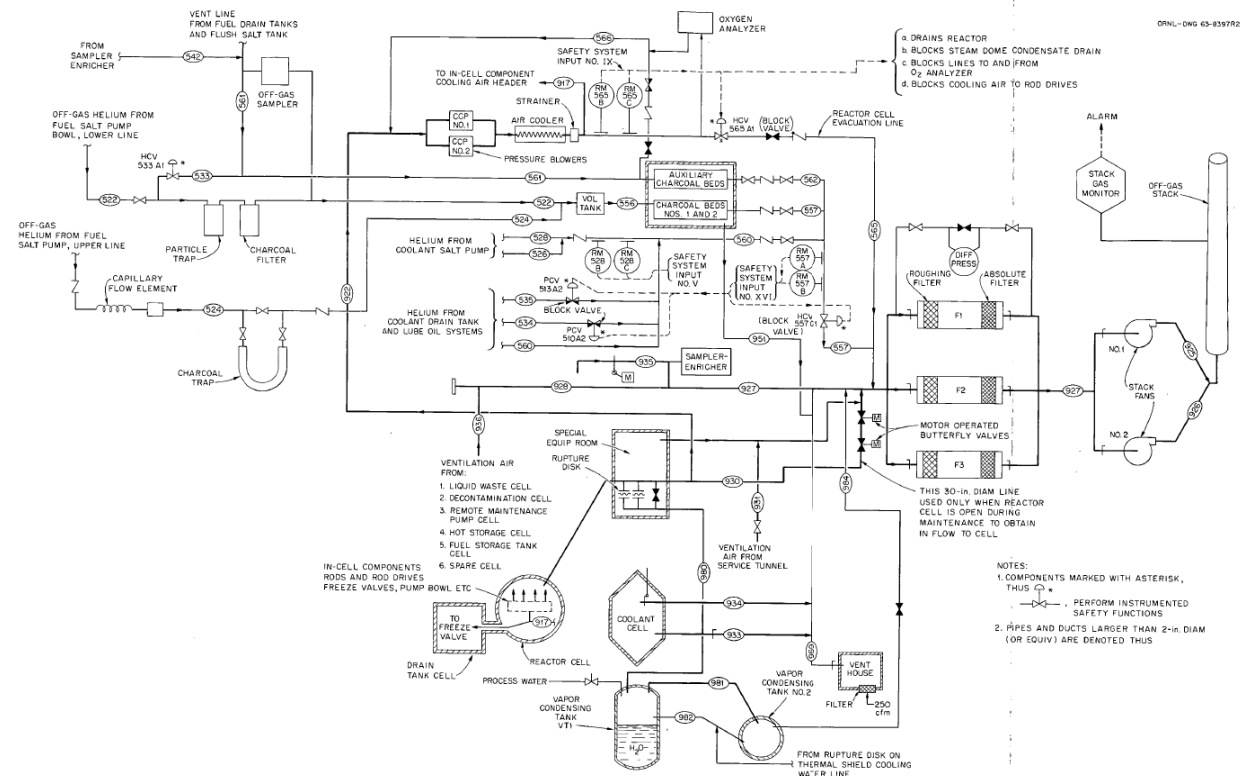 ORNL-DWG 63-8397R2
VENT LINE
FROM FUEL DRAIN TANKS
AND FLUSH SALT TANK
FROM
SAMPLER
ENRICHER
542
OFF-GAS
SAMPLER
561
OFF-GAS HELIUM FROM
FUEL SALT PUMP
BOWL, LOWER LINE
HCV
533 A1
*
533
522
PARTICLE
TRAP
CHARCOAL
FILTER
OFF-GAS
HELIUM FROM FUEL
SALT PUMP, UPPER LINE
CAPILLARY
FLOW ELEMENT
524
CHARCOAL
TRAP
566
OXYGEN
ANALYZER
SAFETY SYSTEM
INPUT NO. IX
TO IN-CELL COMPONENT
COOLING AIR HEADER
917
RM
565
B
RM
565
C
STRAINER
AIR COOLER
CCP
NO.1
CCP
NO.2
PRESSURE BLOWERS
*
HCV
565 A1
(BLOCK
VALVE)
REACTOR CELL
EVACUATION LINE
a. DRAINS REACTOR
b. BLOCKS STEAM DOME CONDENSATE DRAIN
c. BLOCKS LINES TO AND FROM
O2 ANALYZER
d. BLOCKS COOLING AIR TO ROD DRIVES
ALARM
STACK
GAS
MONITOR
OFF-GAS
STACK
561
522
524
VOL
TANK
556
AUXILIARY
CHARCOAL BEDS
CHARCOAL BEDS
NOS. 1 AND 2
562
557
565
HELIUM FROM
COOLANT SALT PUMP
528
526
RM
528
B
RM
528
C
SAFETY
SYSTEM
INPUT
NO. V
560
RM
557
A
RM
557
B
SAFETY
SYSTEM
INPUT
NO. XVI
PCV
513A2
*
535
BLOCK VALVE
HELIUM FROM
COOLANT DRAIN TANK
AND LUBE OIL SYSTEMS
534
PCV
510A2
*
560
(BLOCK
VALVE)
HCV
557C1
*
557
951
922
DIFF
PRESS
ROUGHING
FILTER
ABSOLUTE
FILTER
F1
F2
F3
927
NO.1
NO.2
STACK
FANS
925
926
935
M
SAMPLER-
ENRICHER
928
927
936
M
M
MOTOR OPERATED
BUTTERFLY VALVES
SPECIAL
EQUIP ROOM
RUPTURE
DISK
930
931
984
THIS 30-in. DIAM LINE
USED ONLY WHEN REACTOR
CELL IS OPEN DURING
MAINTENANCE TO OBTAIN
IN FLOW TO CELL
VENTILATION AIR
FROM:
1. LIQUID WASTE CELL
2. DECONTAMINATION CELL
3. REMOTE MAINTENANCE
PUMP CELL
4. HOT STORAGE CELL
5. FUEL STORAGE TANK
CELL
6. SPARE CELL
VENTILATION
AIR FROM
SERVICE TUNNEL
IN-CELL COMPONENTS
RODS AND ROD DRIVES
FREEZE VALVES, PUMP BOWL ETC
TO
FREEZE
VALVE
917
REACTOR CELL
DRAIN
TANK CELL
980
COOLANT
CELL
934
933
969
VENT
HOUSE
FILTER
250
cfm
PROCESS WATER
VAPOR
CONDENSING
TANK
VT1
H2O
981
982
VAPOR
CONDENSING
TANK NO.2
FROM RUPTURE DISK ON
THERMAL SHIELD COOLING
WATER LINE
NOTES:
1. COMPONENTS MARKED WITH ASTERISK,
THUS *
, PERFORM INSTRUMENTED
SAFETY FUNCTIONS
2. PIPES AND DUCTS LARGER THAN 2-in. DIAM
(OR EQUIV) ARE DENOTED THUS